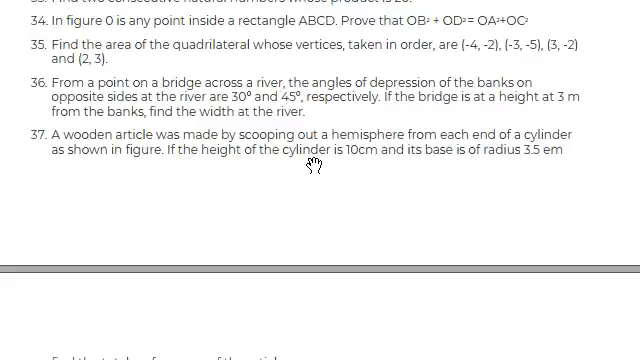 34. In figure 0 is any point inside a rectangle ABCD. Prove that OB² + OD²= OA²+OC²
35. Find the area of the quadrilateral whose vertices, taken in order, are (-4, -2), (-3, -5), (3, -2)
and (2, 3).
36. From a point on a bridge across a river, the angles of depression of the banks on
opposite sides at the river are 30⁰ and 45⁰, respectively. If the bridge is at a height at 3 m
from the banks, find the width at the river.
37. A wooden article was made by scooping out a hemisphere from each end of a cylinder
as shown in figure. If the height of the cylinder is 10cm and its base is of radius 3.5 em